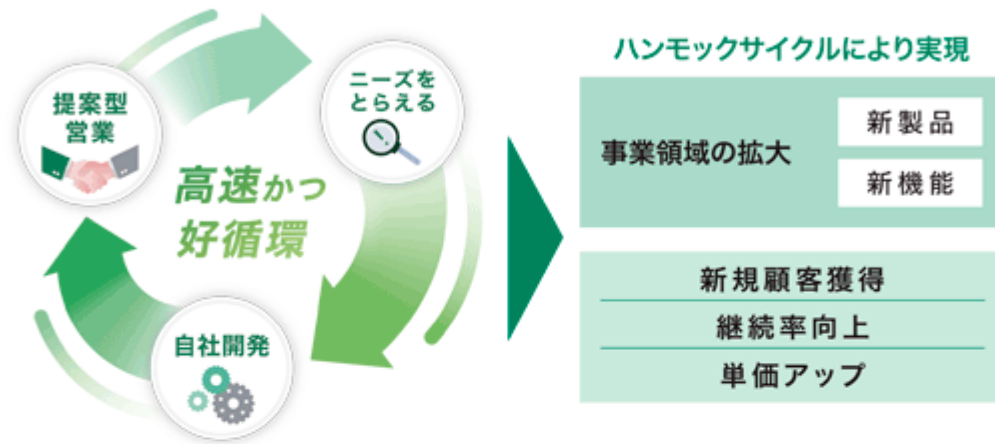 提案型
営業
ニーズを
とらえる
高速かつ
好循環
自社開発
ハンモックサイクルにより実現
事業領域の拡大
新製品
新機能
新規顧客獲得
継続率向上
単価アップ